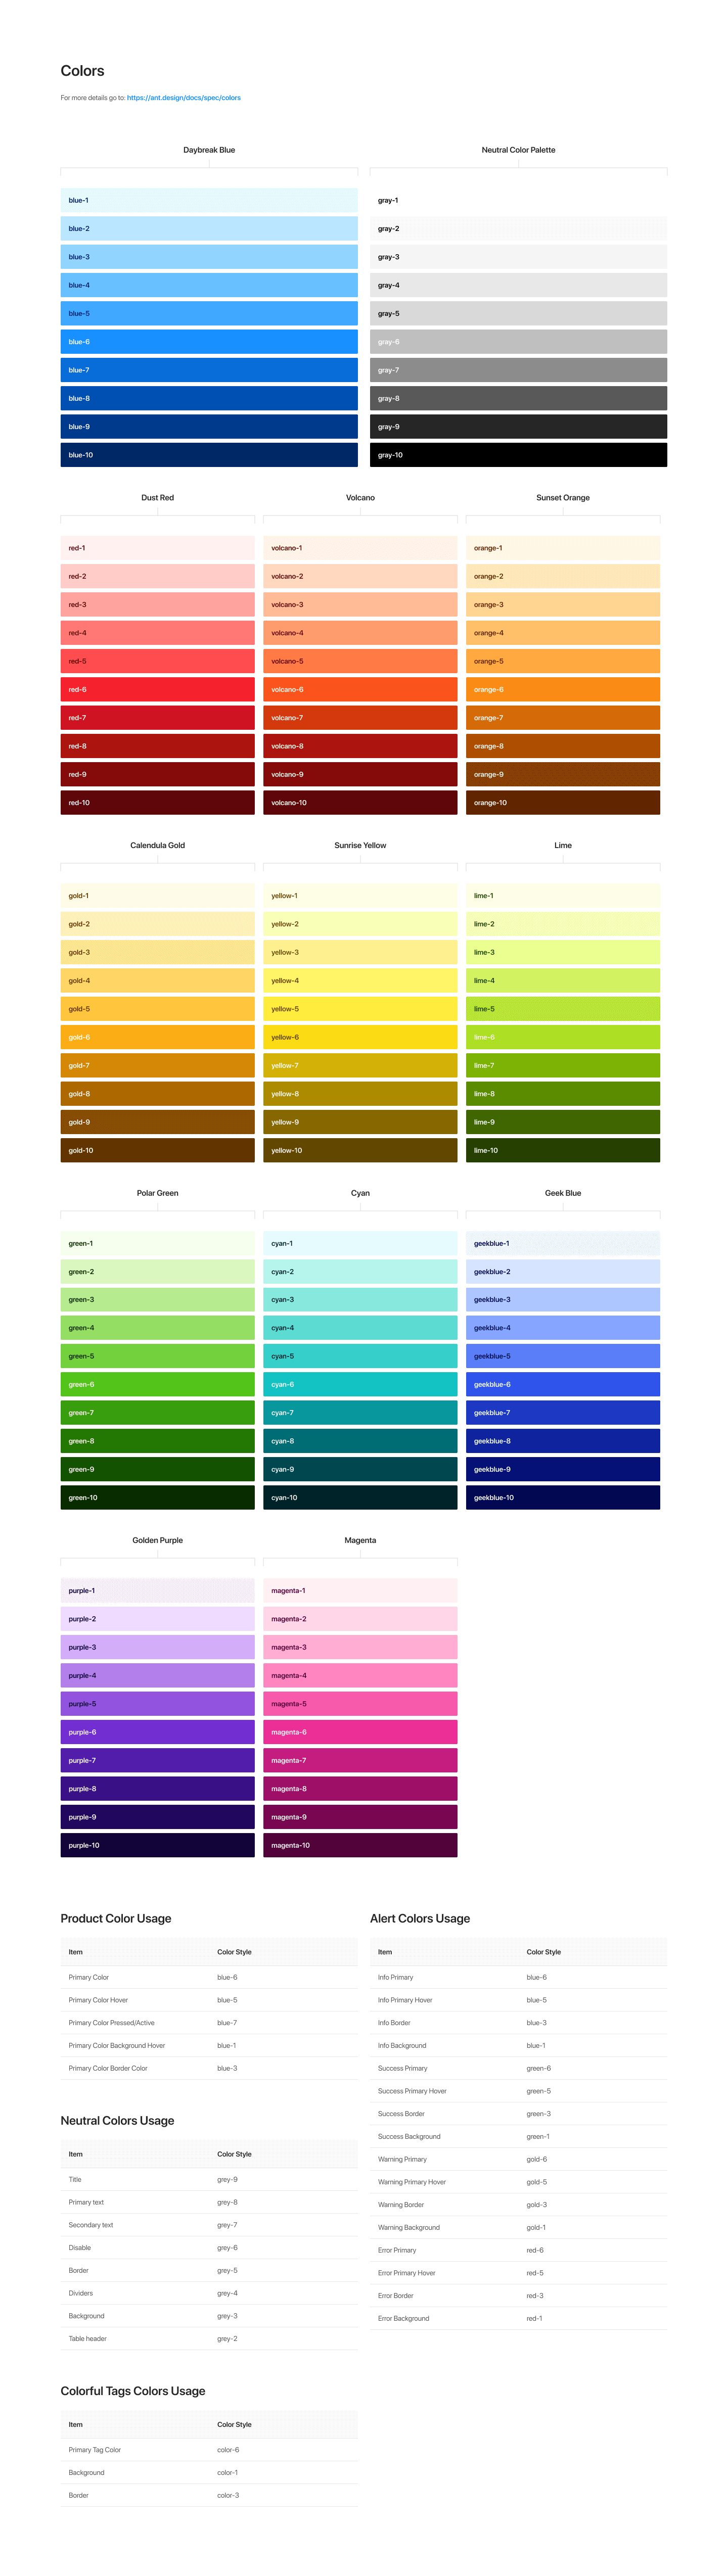 Colors
For more details go to: https://ant.design/docs/spec/colors
Daybreak Blue
blue-1
blue-2
blue-3
blue-4
blue-5
blue-6
blue-7
blue-8
blue-9
blue-10
Neutral Color Palette
gray-1
gray-2
gray-3
gray-4
gray-5
gray-6
gray-7
gray-8
gray-9
gray-10
Dust Red
red-1
red-2
red-3
red-4
red-5
red-6
red-7
red-8
red-9
red-10
Volcano
volcano-1
volcano-2
volcano-3
volcano-4
volcano-5
volcano-6
volcano-7
volcano-8
volcano-9
volcano-10
Sunset Orange
orange-1
orange-2
orange-3
orange-4
orange-5
orange-6
orange-7
orange-8
orange-9
orange-10
Calendula Gold
gold-1
gold-2
gold-3
gold-4
gold-5
gold-6
gold-7
gold-8
gold-9
gold-10
Sunrise Yellow
yellow-1
yellow-2
yellow-3
yellow-4
yellow-5
yellow-6
yellow-7
yellow-8
yellow-9
yellow-10
Lime
lime-1
lime-2
lime-3
lime-4
lime-5
lime-6
lime-7
lime-8
lime-9
lime-10
Polar Green
green-1
green-2
green-3
green-4
green-5
green-6
green-7
green-8
green-9
green-10
Cyan
cyan-1
cyan-2
cyan-3
cyan-4
cyan-5
cyan-6
cyan-7
cyan-8
cyan-9
cyan-10
Geek Blue
geekblue-1
geekblue-2
geekblue-3
geekblue-4
geekblue-5
geekblue-6
geekblue-7
geekblue-8
geekblue-9
geekblue-10
Golden Purple
purple-1
purple-2
purple-3
purple-4
purple-5
purple-6
purple-7
purple-8
purple-9
purple-10
Magenta
magenta-1
magenta-2
magenta-3
magenta-4
magenta-5
magenta-6
magenta-7
magenta-8
magenta-9
magenta-10
Product Color Usage
Item Color Style
Primary Color blue-6
Primary Color Hover blue-5
Primary Color Pressed/Active blue-7
Primary Color Background Hover blue-1
Primary Color Border Color blue-3
Neutral Colors Usage
Item Color Style
Title grey-9
Primary text grey-8
Secondary text grey-7
Disable grey-6
Border grey-5
Dividers grey-4
Background grey-3
Table header grey-2
Colorful Tags Colors Usage
Item Color Style
Primary Tag Color color-6
Background color-1
Border color-3
Alert Colors Usage
Item Color Style
Info Primary blue-6
Info Primary Hover blue-5
Info Border blue-3
Info Background blue-1
Success Primary green-6
Success Primary Hover green-5
Success Border green-3
Success Background green-1
Warning Primary gold-6
Warning Primary Hover gold-5
Warning Border gold-3
Warning Background gold-1
Error Primary red-6
Error Primary Hover red-5
Error Border red-3
Error Background red-1